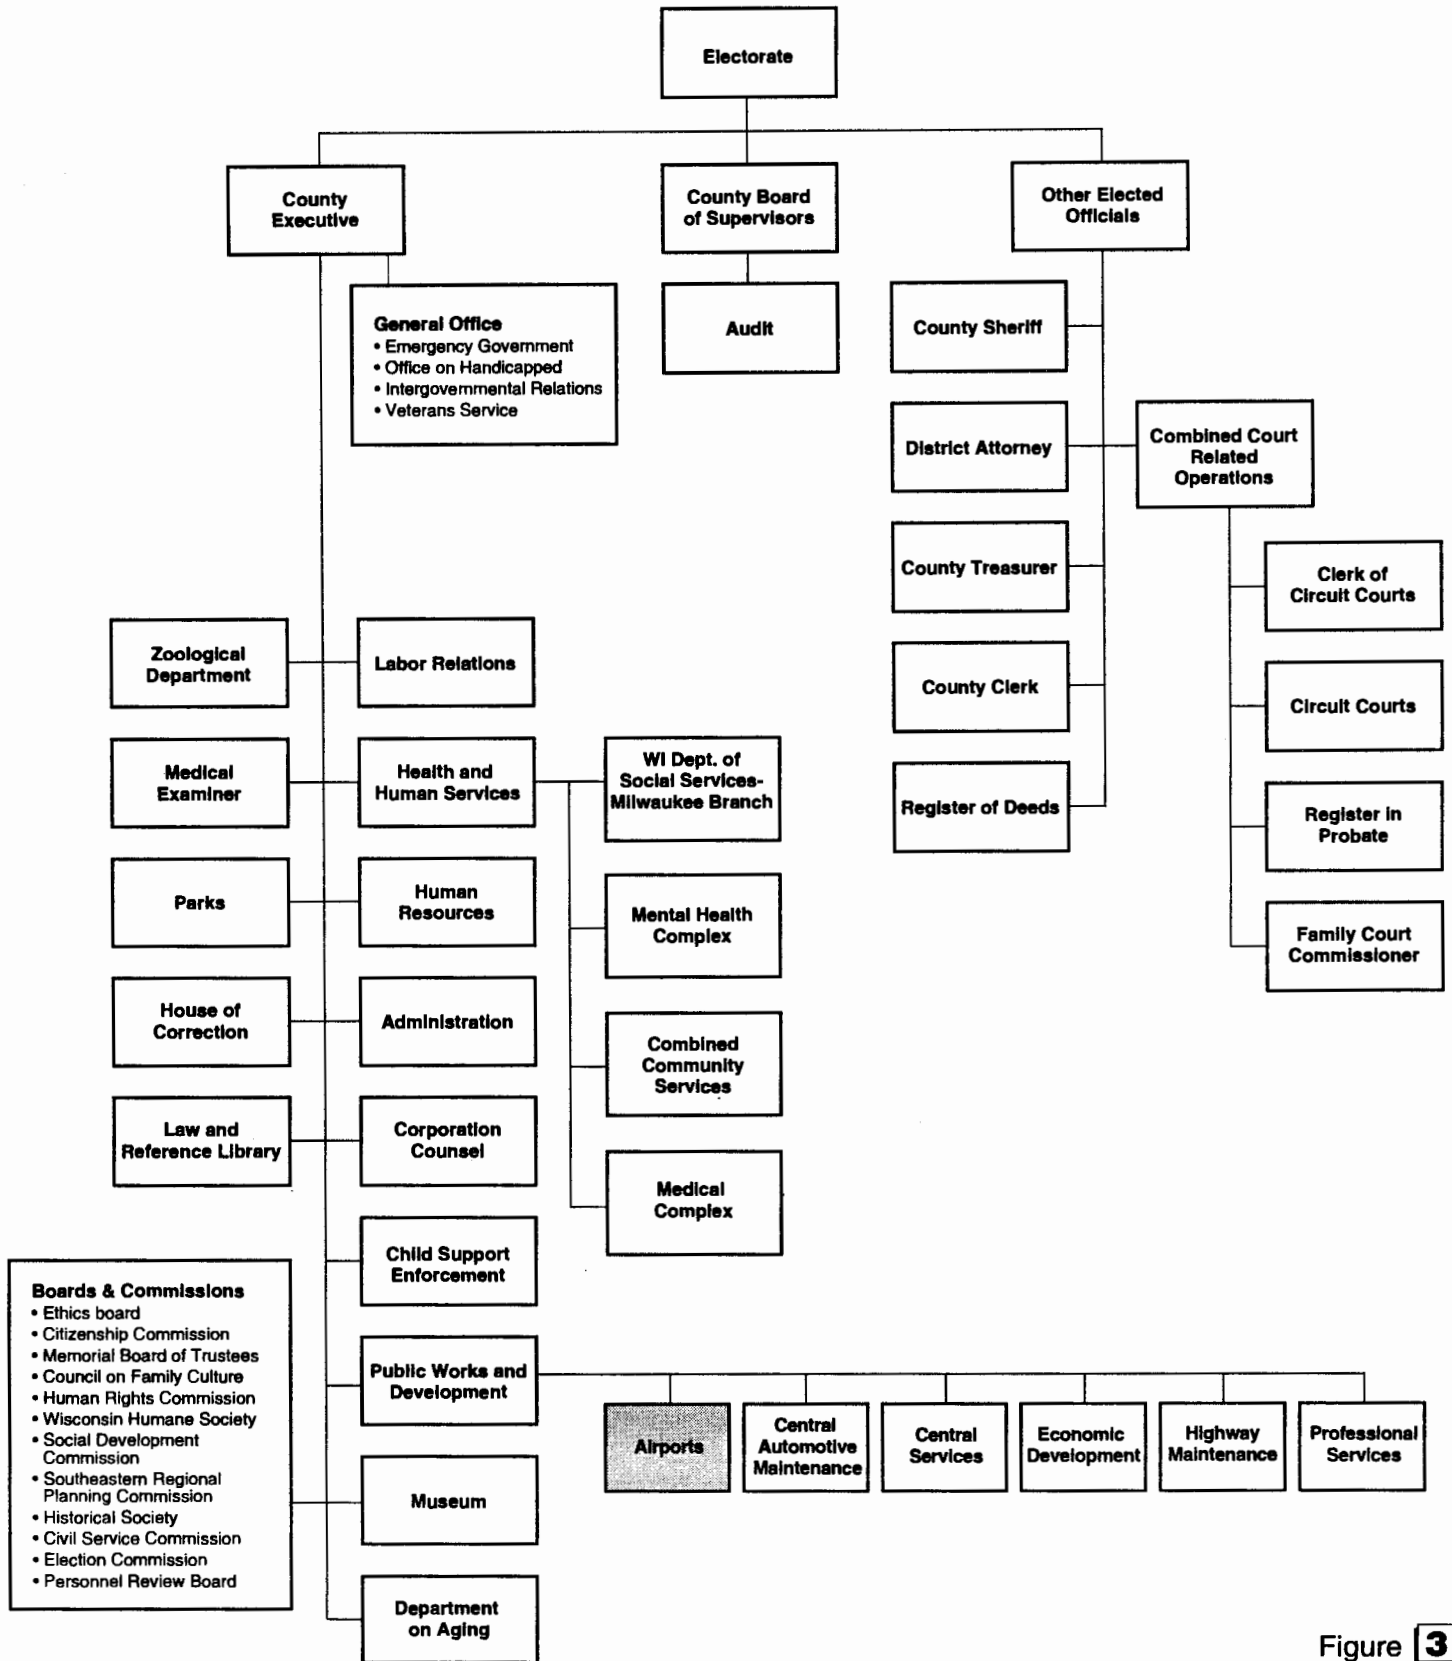 Electorate
County
Executive
County Board
of Supervisors
Other Elected
Officials
General Office
• Emergency Government
• Office on Handicapped
• Intergovernmental Relations
• Veterans Service
Audit
County Sheriff
District Attorney
Combined Court
Related
Operations
County Treasurer
Clerk of
Circuit Courts
County Clerk
Circuit Courts
Register of Deeds
Register in
Probate
Family Court
Commissioner
Zoological
Department
Labor Relations
Medical
Examiner
Health and
Human Services
WI Dept. of
Social Services-
Milwaukee Branch
Parks
Human
Resources
Mental Health
Complex
House of
Correction
Administration
Combined
Community
Services
Law and
Reference Library
Corporation
Counsel
Medical
Complex
Child Support
Enforcement
Boards & Commissions
• Ethics board
• Citizenship Commission
• Memorial Board of Trustees
• Council on Family Culture
• Human Rights Commission
• Wisconsin Humane Society
• Social Development
Commission
• Southeastern Regional
Planning Commission
• Historical Society
• Civil Service Commission
• Election Commission
• Personnel Review Board
Public Works and
Development
Airports
Central
Automotive
Maintenance
Central
Services
Economic
Development
Highway
Maintenance
Professional
Services
Museum
Department
on Aging
Figure 3